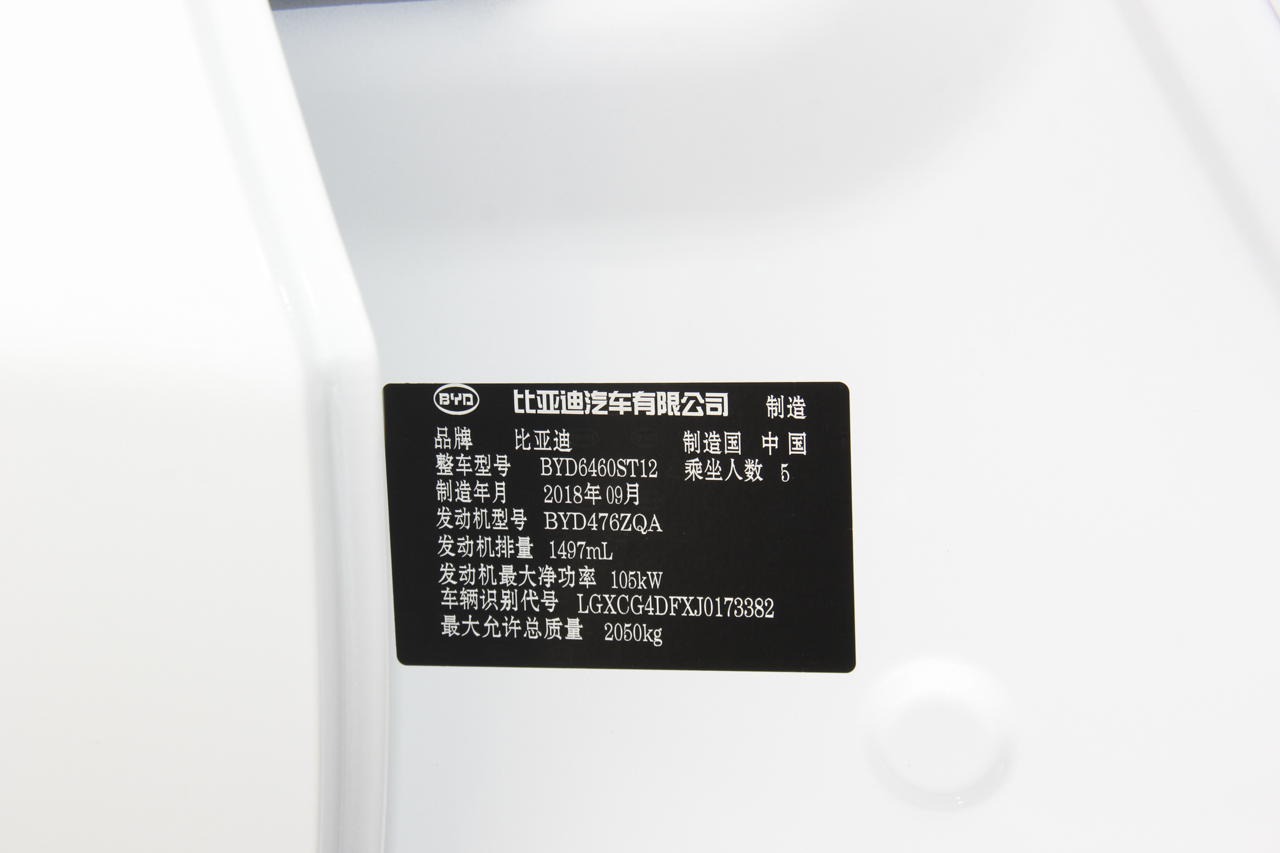 BYD 比亚迪汽车有限公司 制造
品牌 比亚迪 制造国 中国
整车型号 BYD6460ST12 乘坐人数 5
制造年月 2018年09月
发动机型号 BYD476ZQA
发动机排量 1497mL
发动机最大净功率 105kW
车辆识别代号 LGXCG4DFXJ0173382
最大允许总质量 2050kg